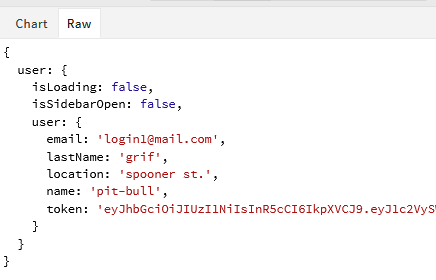 Chart Raw
{
user: {
isLoading: false,
isSidebarOpen: false,
user: {
email: 'login1@mail.com',
lastName: 'grif',
location: 'spooner st.',
name: 'pit-bull',
token: 'eyJhbGciOiJIUzI1NiIsInR5cCI6IkpXVCJ9.eyJ1c2VyS
}
}
}